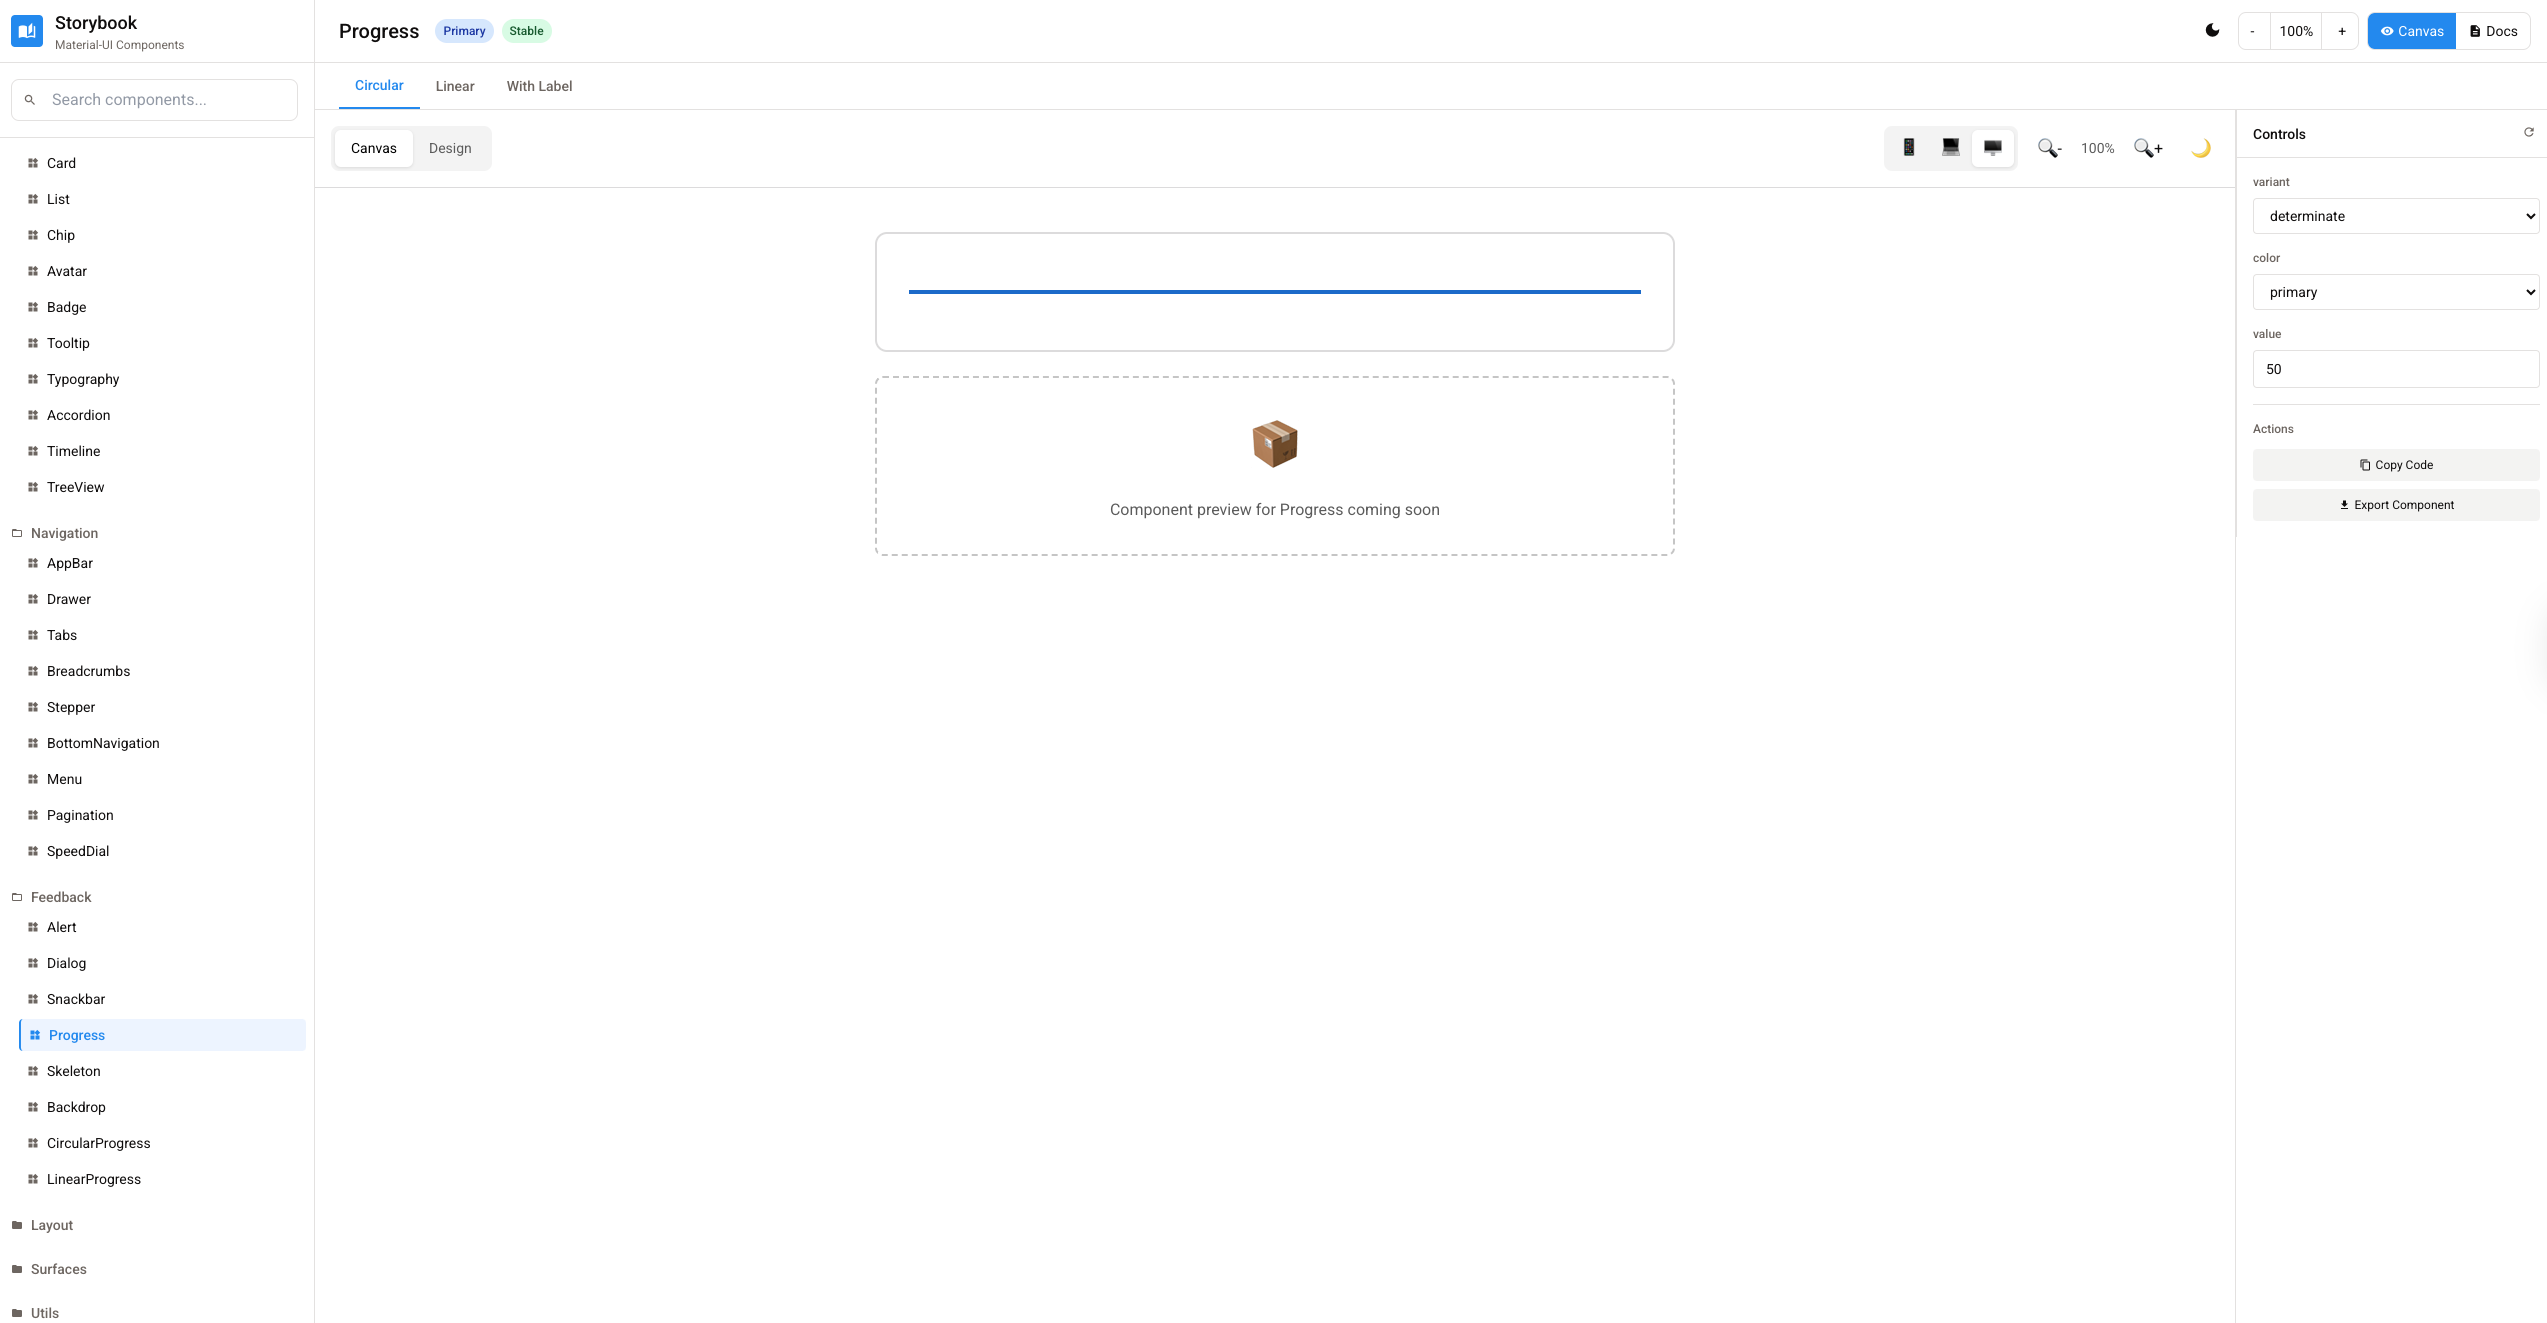 Storybook
Material-UI Components
Search components...
Card
List
Chip
Avatar
Badge
Tooltip
Typography
Accordion
Timeline
TreeView
Navigation
AppBar
Drawer
Tabs
Breadcrumbs
Stepper
BottomNavigation
Menu
Pagination
SpeedDial
Feedback
Alert
Dialog
Snackbar
Progress
Skeleton
Backdrop
CircularProgress
LinearProgress
Layout
Surfaces
Utils
Progress Primary Stable
- 100% + Canvas Docs
Circular Linear With Label
Canvas Design
- 100% +
Component preview for Progress coming soon
Controls
variant
determinate
color
primary
value
50
Actions
Copy Code
Export Component